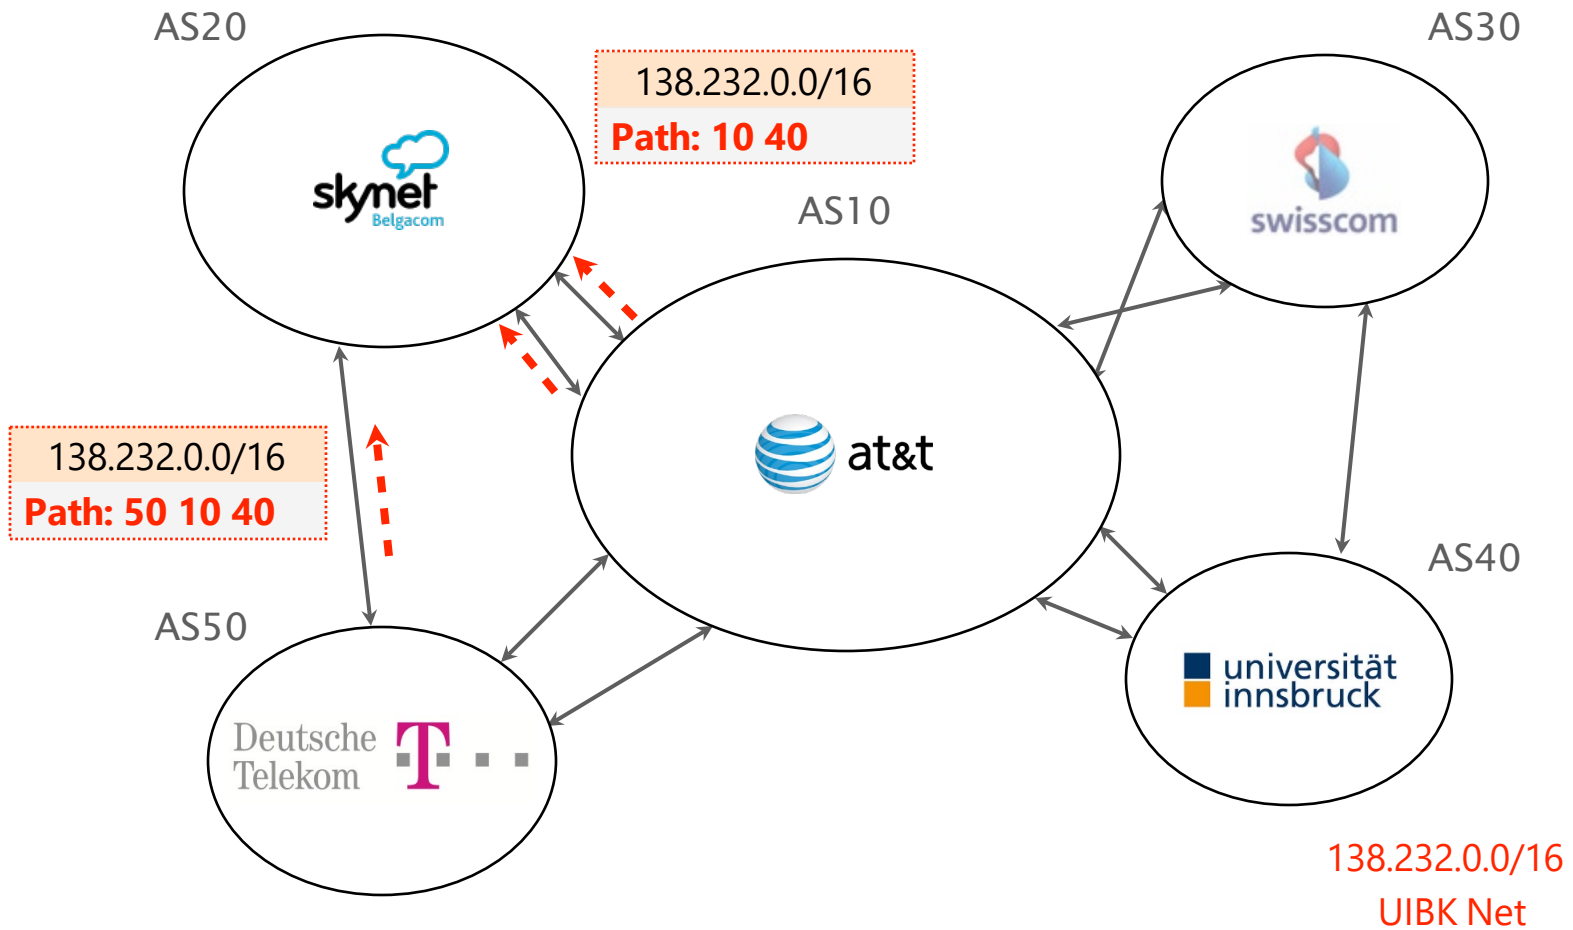 AS20
AS30
138.232.0.0/16
Path: 10 40
skynet
Belgacom
AS10
swisscom
at&t
138.232.0.0/16
Path: 50 10 40
AS40
AS50
universität
innsbruck
Deutsche
Telekom
T
138.232.0.0/16
UIBK Net